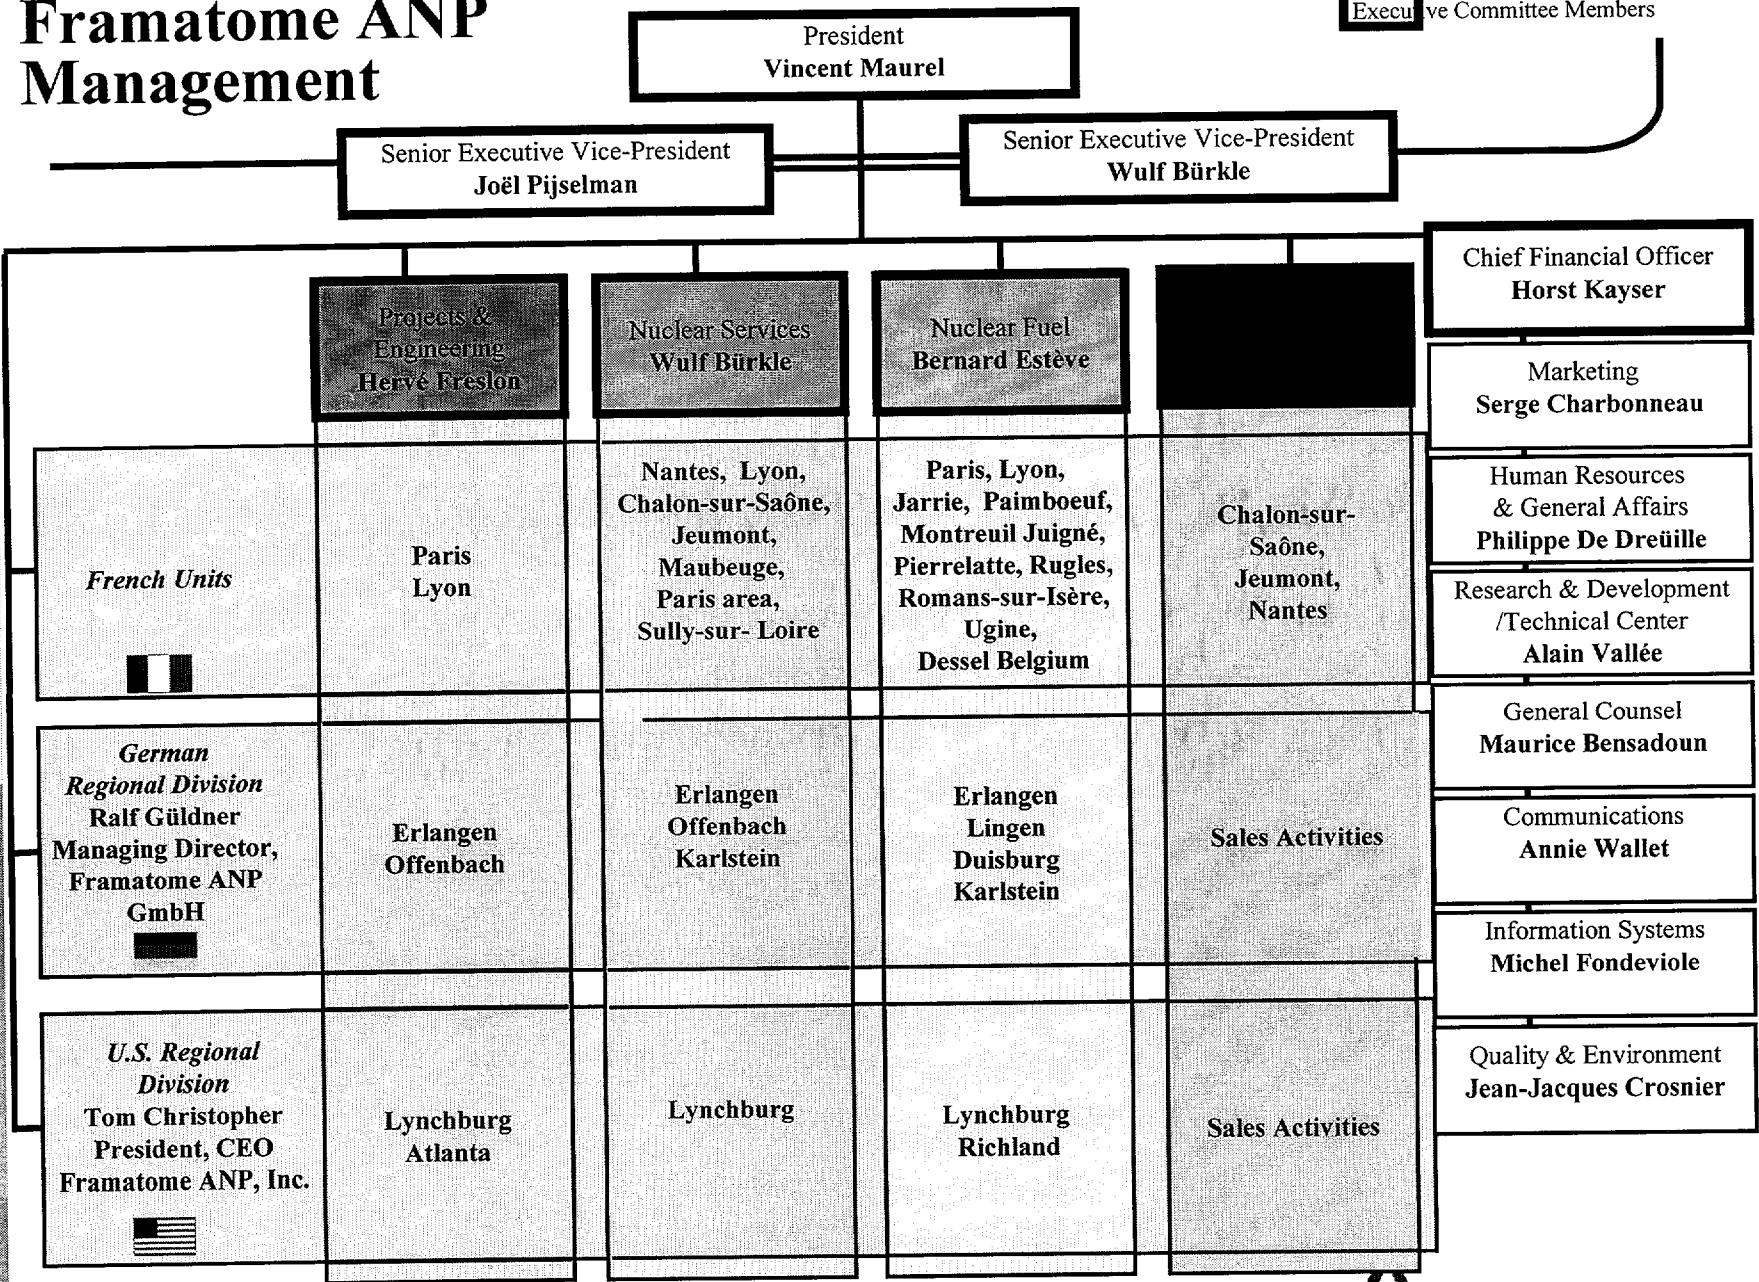 Framatome ANP
Management
Executive Committee Members
President
Vincent Maurel
Senior Executive Vice-President
Joël Pijselman
Senior Executive Vice-President
Wulf Bürkle
Chief Financial Officer
Horst Kayser
Projects &
Engineering
Hervé Freslon
Nuclear Services
Wulf Bürkle
Nuclear Fuel
Bernard Estève
Marketing
Serge Charbonneau
Human Resources
& General Affairs
Philippe De Dreüille
Research & Development
/Technical Center
Alain Vallée
General Counsel
Maurice Bensadoun
Communications
Annie Wallet
Information Systems
Michel Fondeviole
Quality & Environment
Jean-Jacques Crosnier
French Units
Paris
Lyon
Nantes, Lyon,
Chalon-sur-Saône,
Jeumont,
Maubeuge,
Paris area,
Sully-sur- Loire
Paris, Lyon,
Jarrie, Paimboeuf,
Montreuil Juigné,
Pierrelatte, Rugles,
Romans-sur-Isère,
Ugine,
Dessel Belgium
Chalon-sur-
Saône,
Jeumont,
Nantes
German
Regional Division
Ralf Güldner
Managing Director,
Framatome ANP
GmbH
Erlangen
Offenbach
Erlangen
Offenbach
Karlstein
Erlangen
Lingen
Duisburg
Karlstein
Sales Activities
U.S. Regional
Division
Tom Christopher
President, CEO
Framatome ANP, Inc.
Lynchburg
Atlanta
Lynchburg
Lynchburg
Richland
Sales Activities